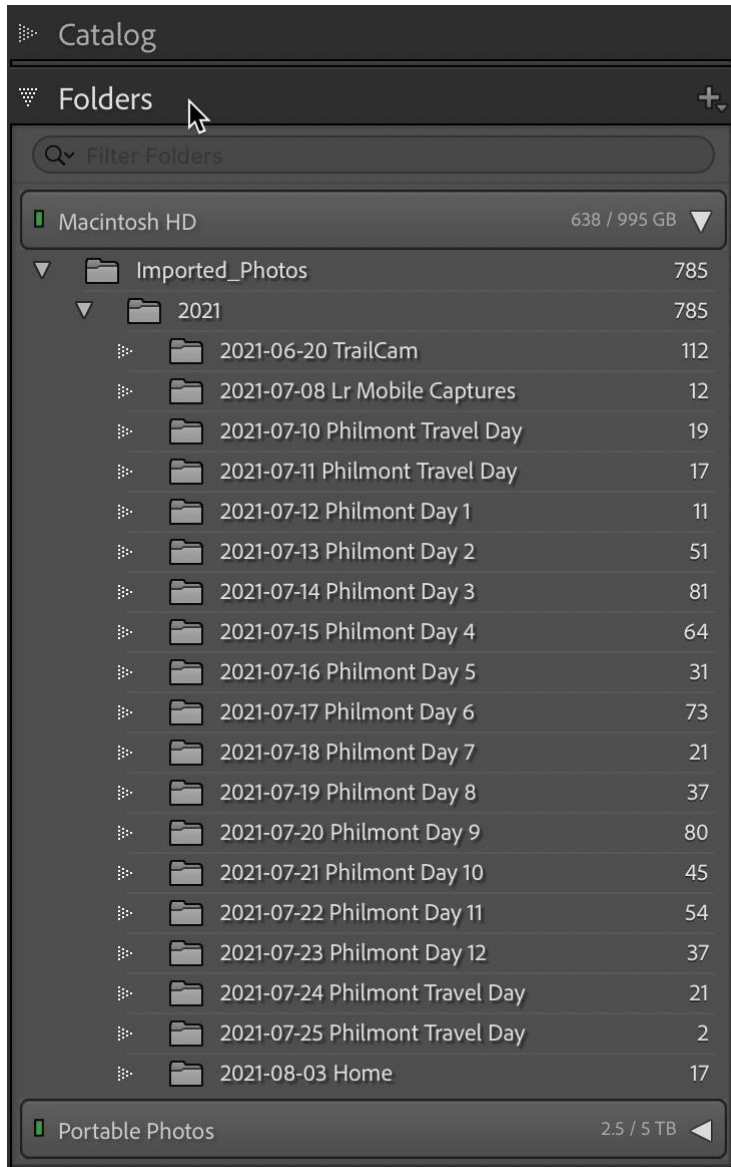 Catalog
Folders
Filter Folders
Macintosh HD 638 / 995 GB
Imported_Photos 785
2021 785
2021-06-20 TrailCam 112
2021-07-08 Lr Mobile Captures 12
2021-07-10 Philmont Travel Day 19
2021-07-11 Philmont Travel Day 17
2021-07-12 Philmont Day 1 11
2021-07-13 Philmont Day 2 51
2021-07-14 Philmont Day 3 81
2021-07-15 Philmont Day 4 64
2021-07-16 Philmont Day 5 31
2021-07-17 Philmont Day 6 73
2021-07-18 Philmont Day 7 21
2021-07-19 Philmont Day 8 37
2021-07-20 Philmont Day 9 80
2021-07-21 Philmont Day 10 45
2021-07-22 Philmont Day 11 54
2021-07-23 Philmont Day 12 37
2021-07-24 Philmont Travel Day 21
2021-07-25 Philmont Travel Day 2
2021-08-03 Home 17
Portable Photos 2.5 / 5 TB